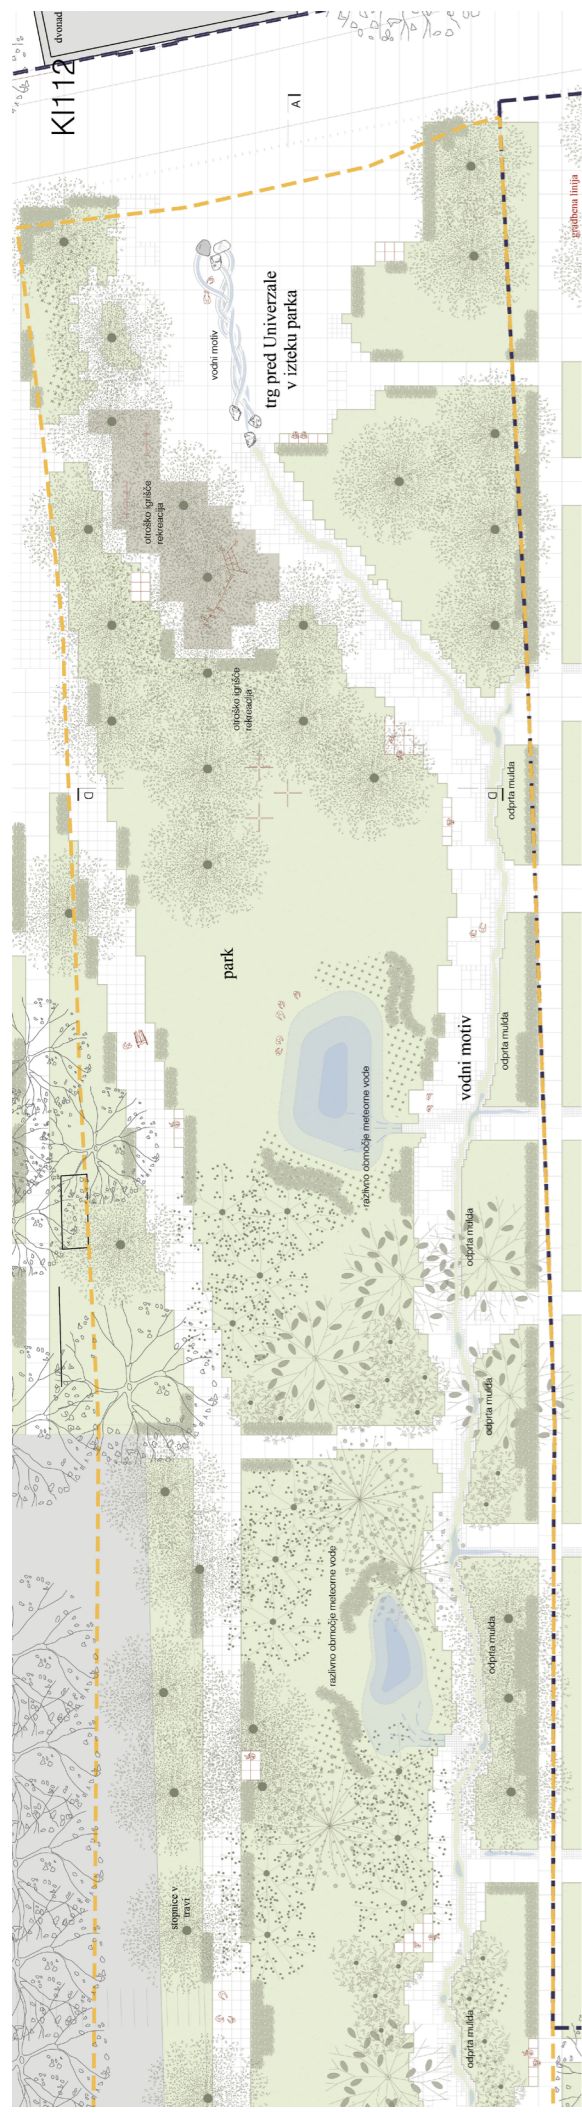 dvonad
KI112
A
gradbena linija
vodni motiv
trg pred Univerzale
v izteku parka
otroško igrišče
rekreacija
otroško igrišče
rekreacija
D
D
odprta mulda
park
vodni motiv
odprta mulda
razlivno območje meteorne vode
odprta mulda
odprta mulda
razlivno območje meteorne vode
odprta mulda
stopnice v
travi
odprta mulda